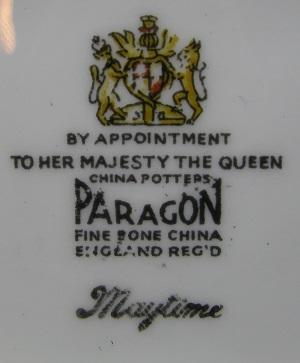 BY APPOINTMENT
TO HER MAJESTY THE QUEEN
CHINA POTTERS
PARAGON
FINE BONE CHINA
ENGLAND REG'D
Maytime